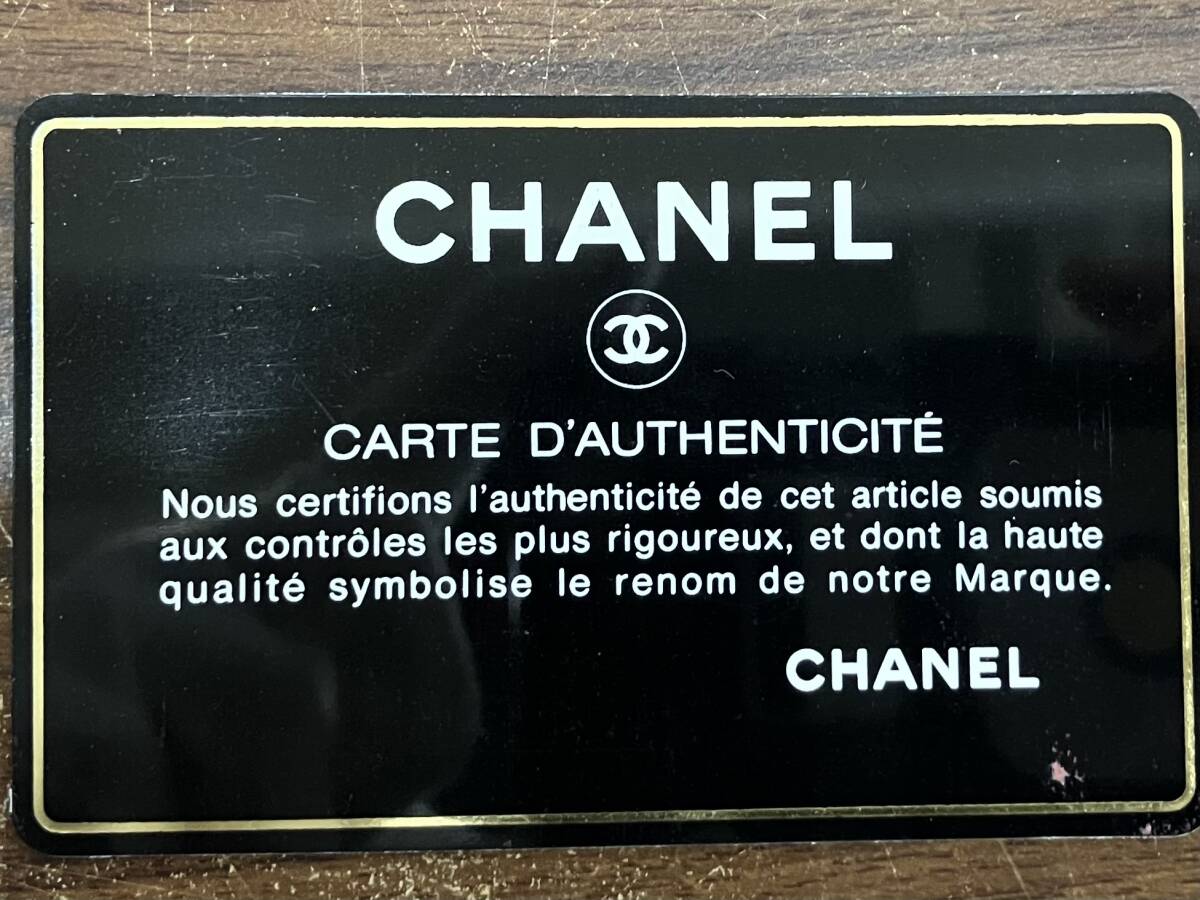 CHANEL
CARTE D'AUTHENTICITÉ
Nous certifions l'authenticité de cet article soumis
aux contrôles les plus rigoureux, et dont la haute
qualité symbolise le renom de notre Marque.
CHANEL